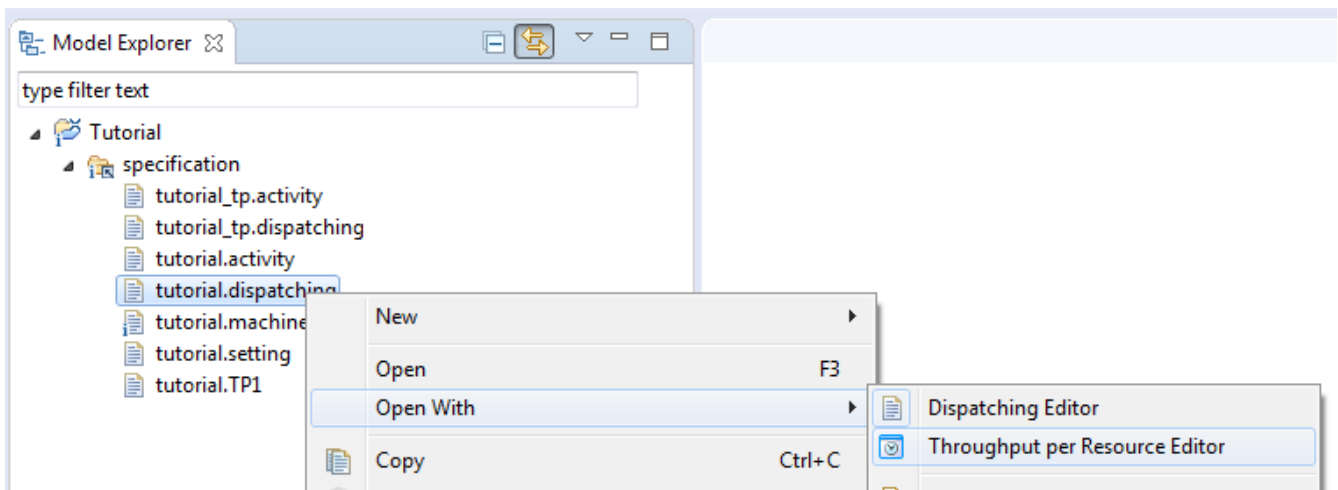 Model Explorer
type filter text
Tutorial
specification
tutorial_tp.activity
tutorial_tp.dispatching
tutorial.activity
tutorial.dispatching
tutorial.machine
tutorial.setting
tutorial.TP1
New
Open F3
Open With
Copy Ctrl+C
Dispatching Editor
Throughput per Resource Editor